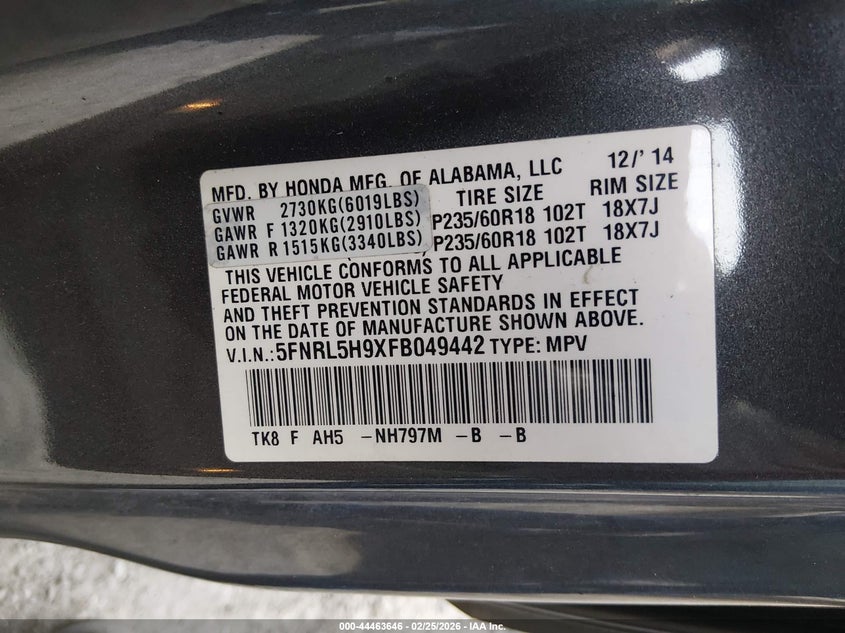 MFD. BY HONDA MFG. OF ALABAMA, LLC 12/'14
TIRE SIZE RIM SIZE
GVWR 2730KG(6019LBS)
GAWR F 1320KG(2910LBS) P235/60R18 102T 18X7J
GAWR R 1515KG(3340LBS) P235/60R18 102T 18X7J
THIS VEHICLE CONFORMS TO ALL APPLICABLE
FEDERAL MOTOR VEHICLE SAFETY
AND THEFT PREVENTION STANDARDS IN EFFECT
ON THE DATE OF MANUFACTURE SHOWN ABOVE.
V.I.N.: 5FNRL5H9XFB049442 TYPE: MPV
TK8 F AH5 -NH797M -B -B
000-44463646 - 02/25/2026 - IAA Inc.